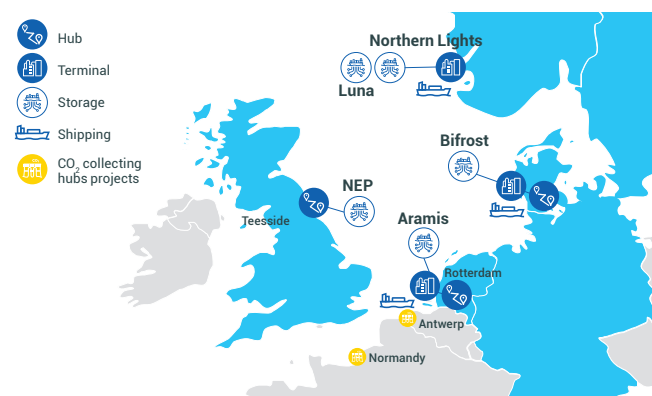 Hub
Terminal
Storage
Shipping
CO2 collecting
hubs projects
Northern Lights
Luna
Bifrost
NEP
Teesside
Aramis
Rotterdam
Antwerp
Normandy